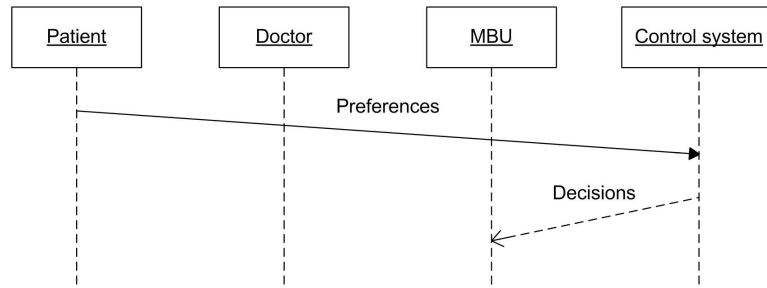 Patient
Doctor
MBU
Control system
Preferences
Decisions